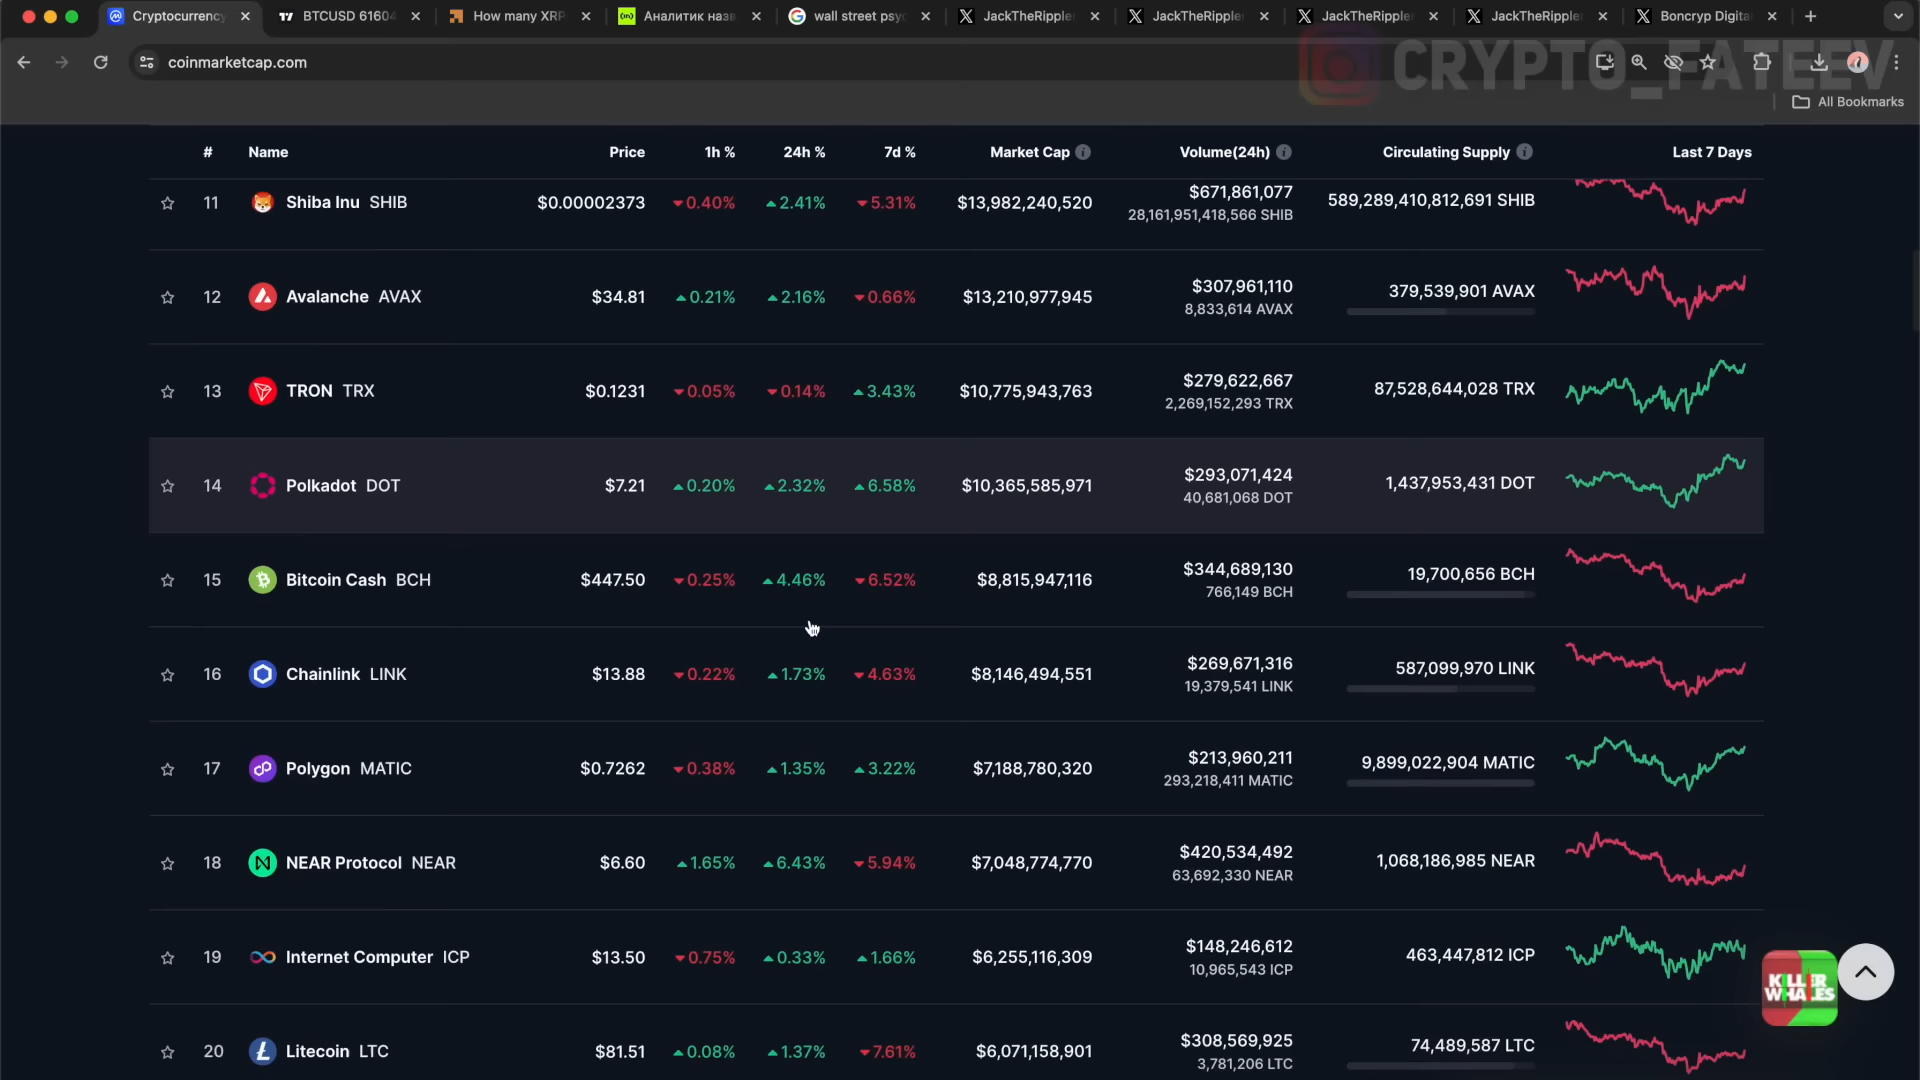 Cryptocurrency
BTCUSD 61604
How many XRP
Аналитик назв
wall street psy
JackTheRippler
JackTheRippler
JackTheRippler
JackTheRippler
Boncryp Digita
coinmarketcap.com
CRYPTO_FATEEV
All Bookmarks
# Name Price 1h % 24h % 7d % Market Cap Volume(24h) Circulating Supply Last 7 Days
11 Shiba Inu SHIB $0.00002373 0.40% 2.41% 5.31% $13,982,240,520 $671,861,077 589,289,410,812,691 SHIB
28,161,951,418,566 SHIB
12 Avalanche AVAX $34.81 0.21% 2.16% 0.66% $13,210,977,945 $307,961,110 379,539,901 AVAX
8,833,614 AVAX
13 TRON TRX $0.1231 0.05% 0.14% 3.43% $10,775,943,763 $279,622,667 87,528,644,028 TRX
2,269,152,293 TRX
14 Polkadot DOT $7.21 0.20% 2.32% 6.58% $10,365,585,971 $293,071,424 1,437,953,431 DOT
40,681,068 DOT
15 Bitcoin Cash BCH $447.50 0.25% 4.46% 6.52% $8,815,947,116 $344,689,130 19,700,656 BCH
766,149 BCH
16 Chainlink LINK $13.88 0.22% 1.73% 4.63% $8,146,494,551 $269,671,316 587,099,970 LINK
19,379,541 LINK
17 Polygon MATIC $0.7262 0.38% 1.35% 3.22% $7,188,780,320 $213,960,211 9,899,022,904 MATIC
293,218,411 MATIC
18 NEAR Protocol NEAR $6.60 1.65% 6.43% 5.94% $7,048,774,770 $420,534,492 1,068,186,985 NEAR
63,692,330 NEAR
19 Internet Computer ICP $13.50 0.75% 0.33% 1.66% $6,255,116,309 $148,246,612 463,447,812 ICP
10,965,543 ICP
KILLER
WHALES
20 Litecoin LTC $81.51 0.08% 1.37% 7.61% $6,071,158,901 $308,569,925 74,489,587 LTC
3,781,206 LTC